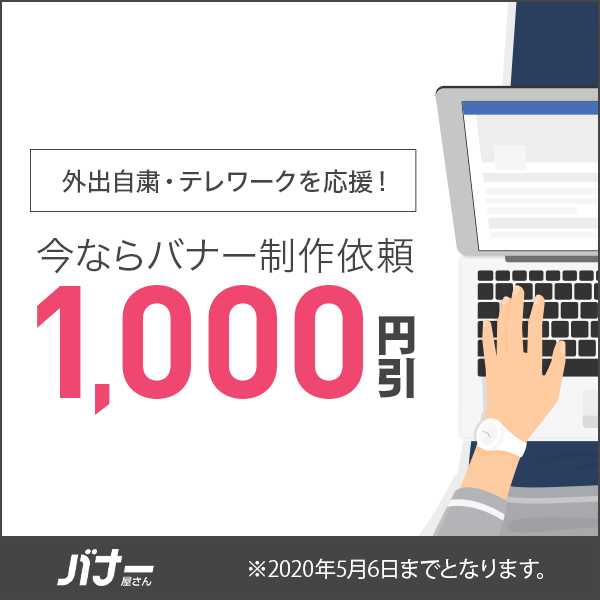 外出自粛・テレワークを応援！
今ならバナー制作依頼
1,000円引
バナー屋さん
※2020年5月6日までとなります。